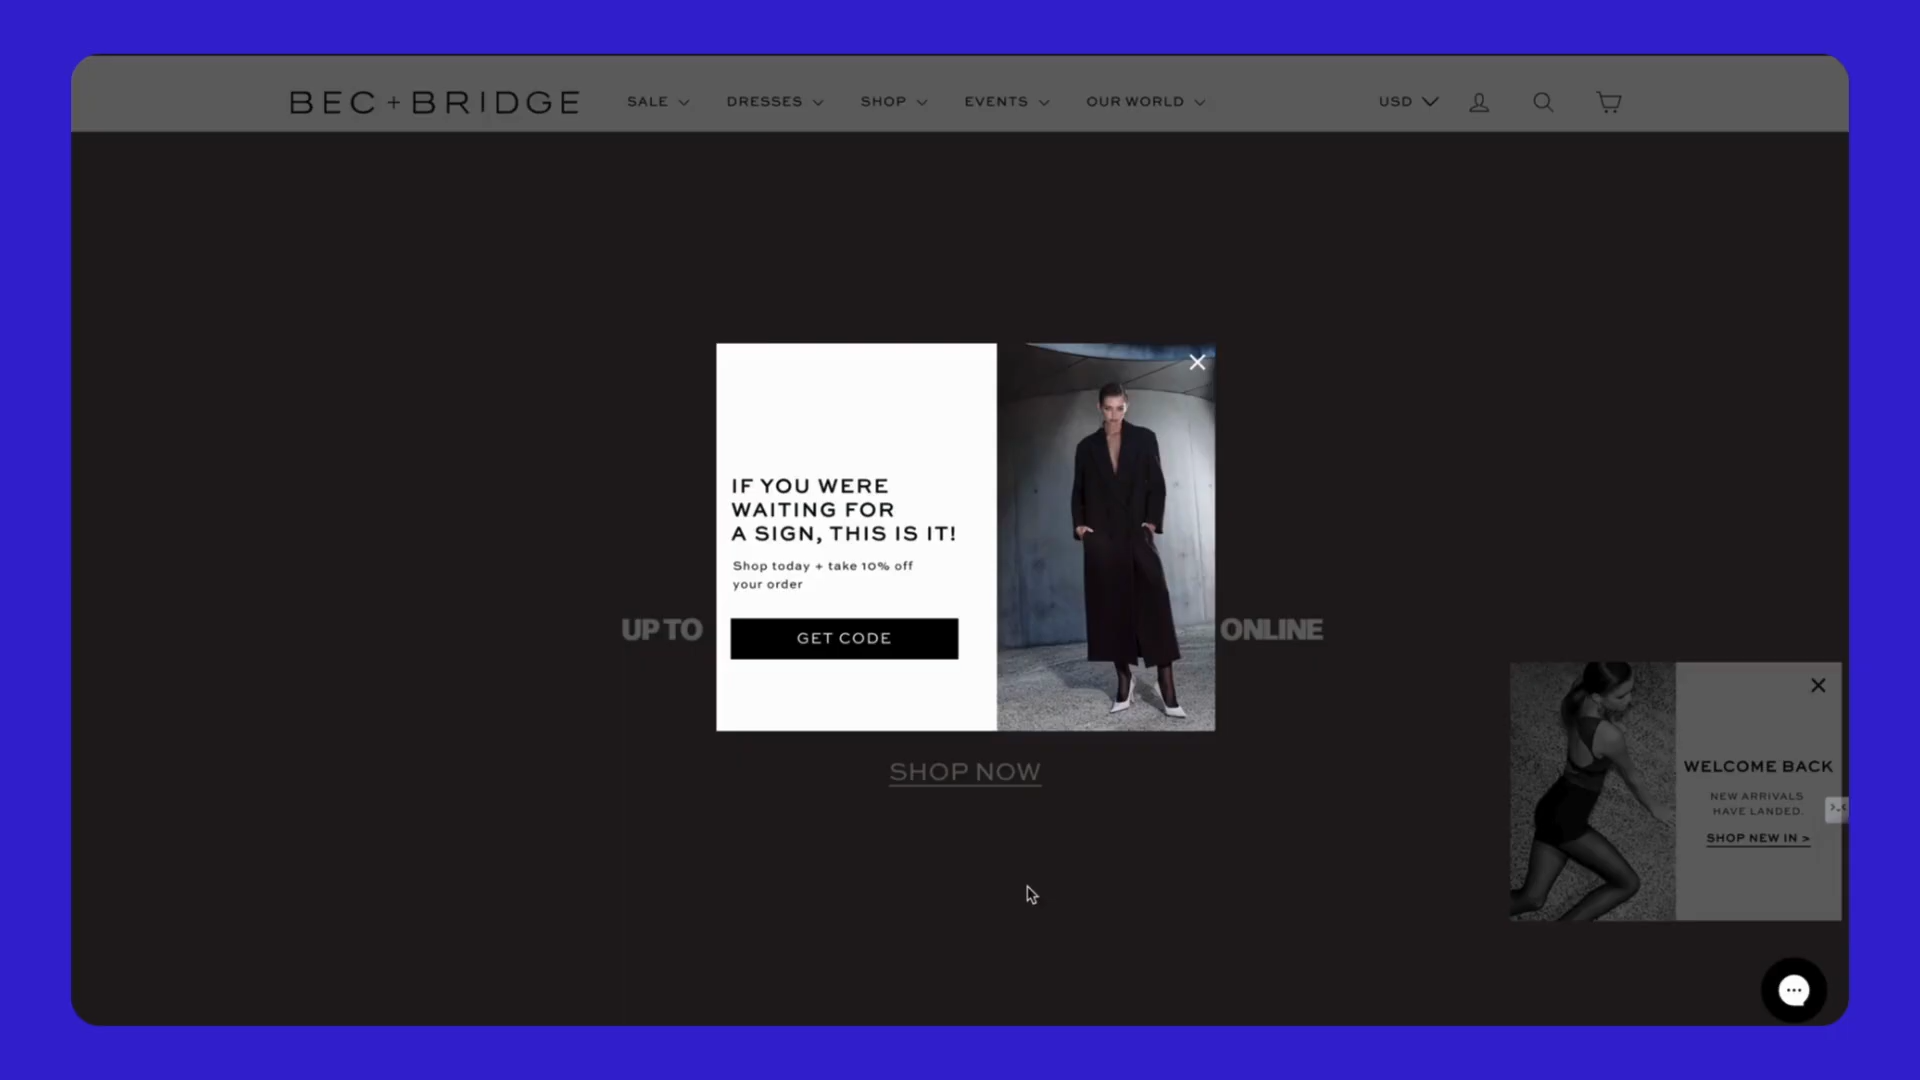 BEC + BRIDGE
SALE
DRESSES
SHOP
EVENTS
OUR WORLD
USD
IF YOU WERE
WAITING FOR
A SIGN, THIS IS IT!
Shop today + take 10% off
your order
GET CODE
UP TO
ONLINE
SHOP NOW
WELCOME BACK
NEW ARRIVALS
HAVE LANDED.
SHOP NEW IN >